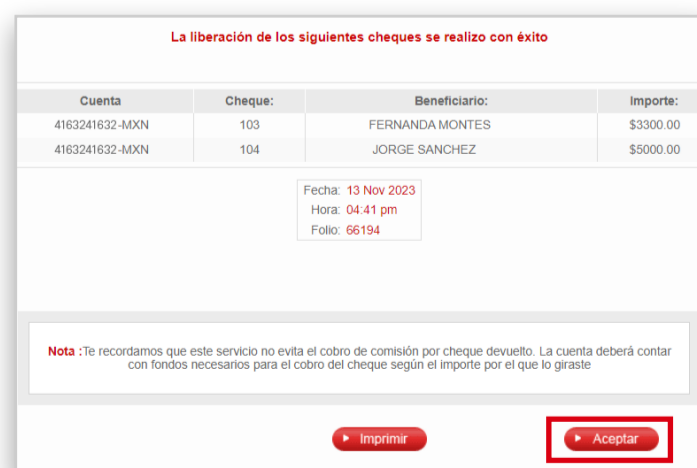 La liberación de los siguientes cheques se realizo con éxito
Cuenta Cheque: Beneficiario: Importe:
4163241632-MXN 103 FERNANDA MONTES $3300.00
4163241632-MXN 104 JORGE SANCHEZ $5000.00
Fecha: 13 Nov 2023
Hora: 04:41 pm
Folio: 66194
Nota :Te recordamos que este servicio no evita el cobro de comisión por cheque devuelto. La cuenta deberá contar
con fondos necesarios para el cobro del cheque según el importe por el que lo giraste
Imprimir Aceptar